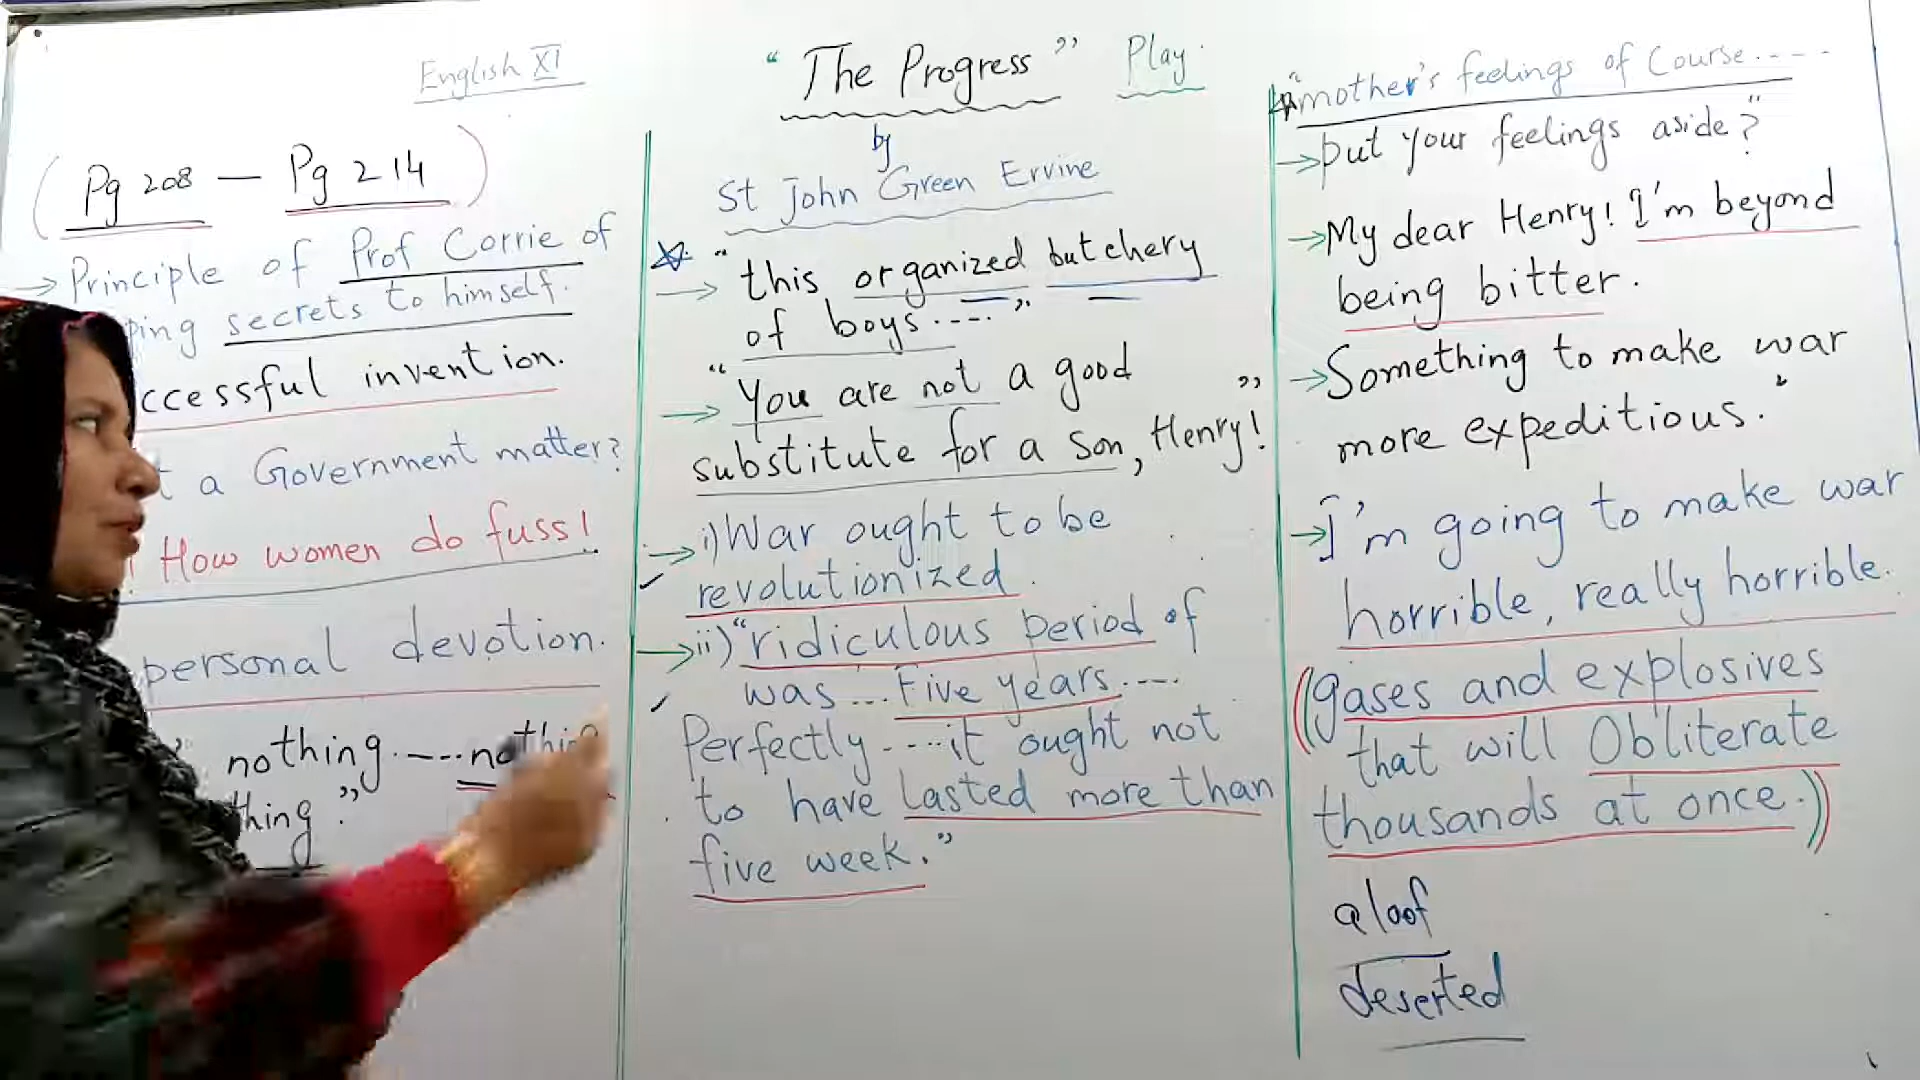 English XI
"The Progress" Play
by
St John Green Ervine
(Pg 208 — Pg 214)
→ Principle of Prof Corrie of
ping secrets to himself.
ccessful invention.
t a Government matter?
! How women do fuss!
personal devotion.
nothing.----nothing
thing."
→ "this organized butchery
of boys....."
→ "You are not a good
substitute for a son, Henry!"
→ i) War ought to be
revolutionized.
→ ii) "ridiculous period of
was ... Five years ....
Perfectly ....it ought not
to have lasted more than
five week."
"mother's feelings of Course.----
→ put your feelings aside?"
→ My dear Henry! I'm beyond
being bitter.
→ Something to make war
more expeditious.
→ I'm going to make war
horrible, really horrible.
(gases and explosives
that will Obliterate
thousands at once.)
aloof
deserted